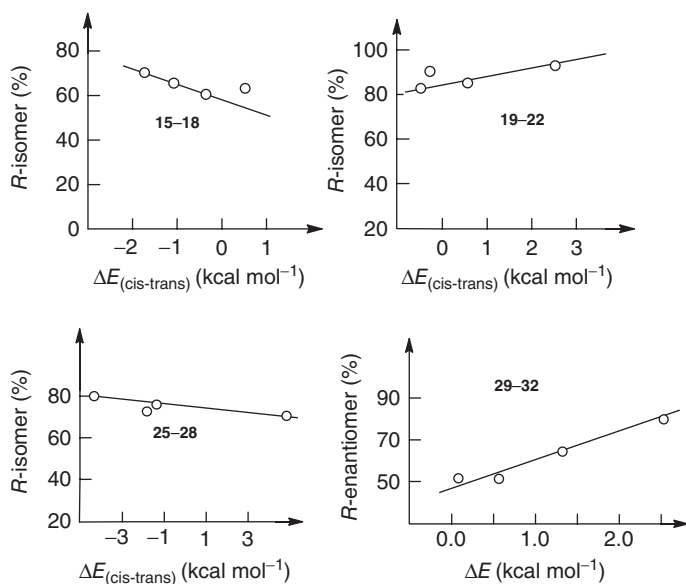 R-isomer (%)
80
60
40
20
0
15–18
−2 −1 0 1
ΔE(cis-trans) (kcal mol⁻¹)
R-isomer (%)
100
80
60
40
20
19–22
0 1 2 3
ΔE(cis-trans) (kcal mol⁻¹)
R-isomer (%)
80
60
40
20
25–28
−3 −1 1 3
ΔE(cis-trans) (kcal mol⁻¹)
R-enantiomer (%)
90
70
50
29–32
0.0 1.0 2.0
ΔE (kcal mol⁻¹)